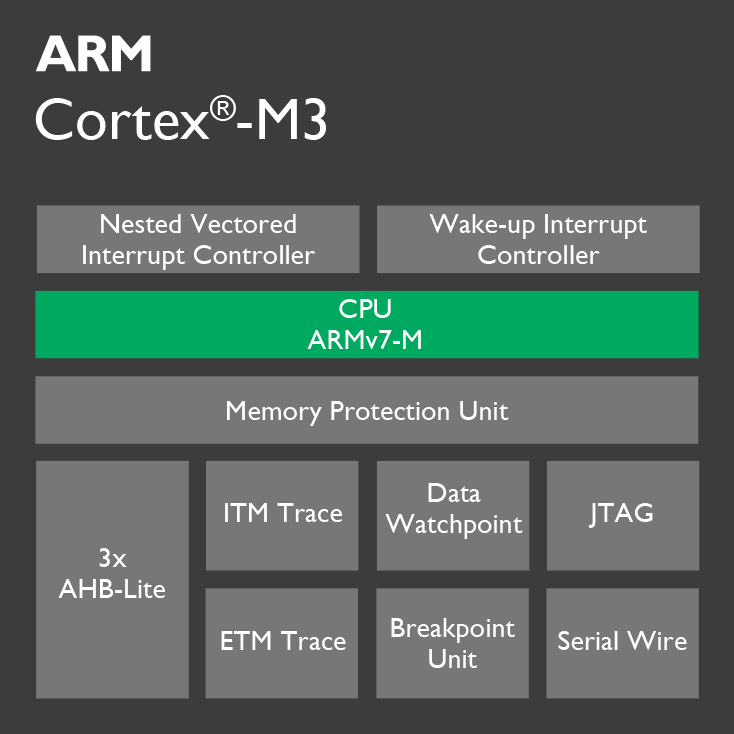 ARM
Cortex®-M3
Nested Vectored
Interrupt Controller
Wake-up Interrupt
Controller
CPU
ARMv7-M
Memory Protection Unit
3x
AHB-Lite
ITM Trace
Data
Watchpoint
JTAG
ETM Trace
Breakpoint
Unit
Serial Wire